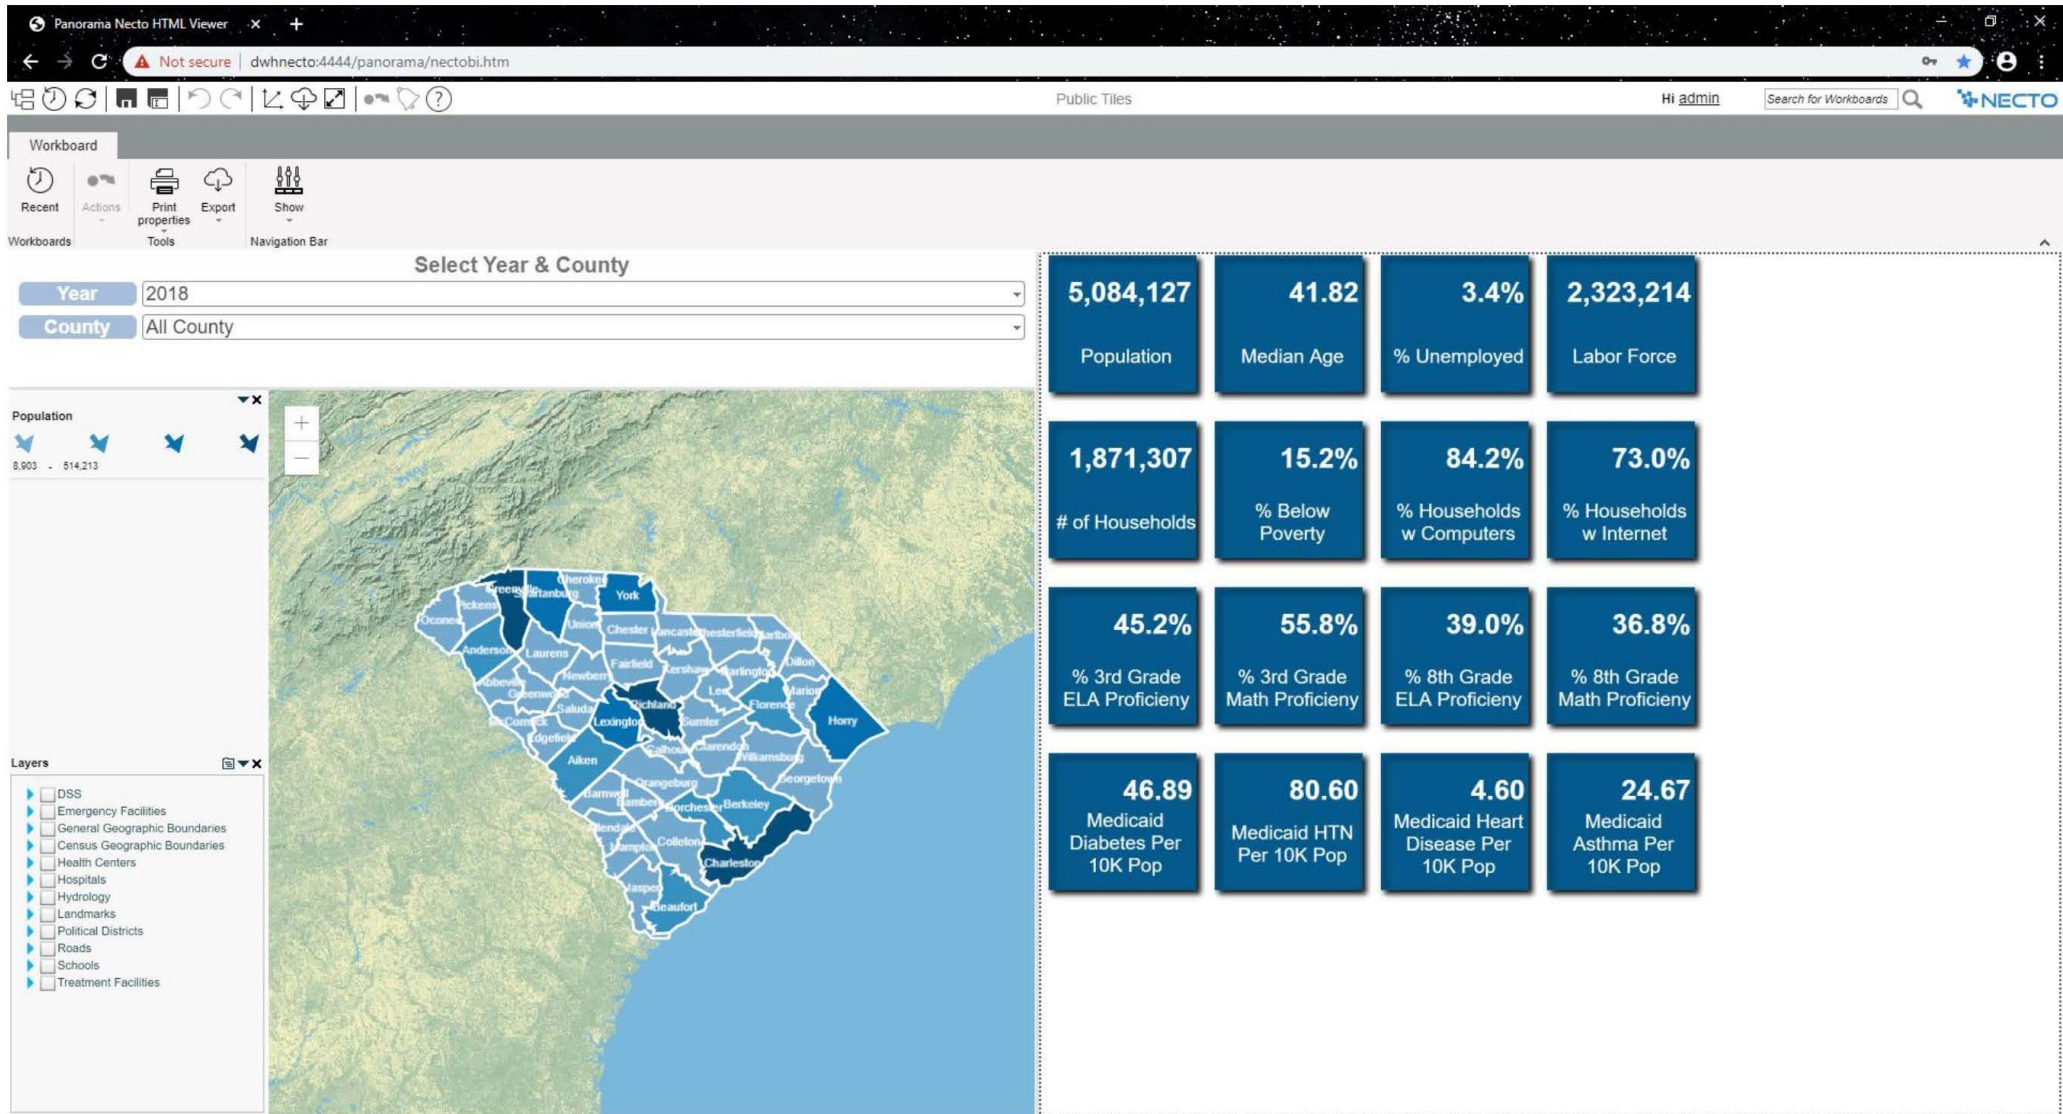 Panorama Necto HTML Viewer
Not secure | dwhnecto:4444/panorama/nectobi.htm
Public Tiles
Hi admin
Search for Workboards
NECTO
Workboard
Recent
Actions
Print
properties
Export
Show
Workboards
Tools
Navigation Bar
Select Year & County
Year
2018
County
All County
Population
8,903 - 514,213
Layers
DSS
Emergency Facilities
General Geographic Boundaries
Census Geographic Boundaries
Health Centers
Hospitals
Hydrology
Landmarks
Political Districts
Roads
Schools
Treatment Facilities
Cherokee
York
Pickens
Oconee
Union
Chester
Anderson
Laurens
Fairfield
Kershaw
Dillon
Newberry
Lee
Marion
Saluda
Richland
Florence
Lexington
Sumter
Horry
Edgefield
Calhoun
Clarendon
Williamsburg
Aiken
Orangeburg
Georgetown
Barnwell
Bamberg
Dorchester
Berkeley
Allendale
Hampton
Colleton
Charleston
Jasper
Beaufort
5,084,127
Population
41.82
Median Age
3.4%
% Unemployed
2,323,214
Labor Force
1,871,307
# of Households
15.2%
% Below
Poverty
84.2%
% Households
w Computers
73.0%
% Households
w Internet
45.2%
% 3rd Grade
ELA Proficieny
55.8%
% 3rd Grade
Math Proficieny
39.0%
% 8th Grade
ELA Proficieny
36.8%
% 8th Grade
Math Proficieny
46.89
Medicaid
Diabetes Per
10K Pop
80.60
Medicaid HTN
Per 10K Pop
4.60
Medicaid Heart
Disease Per
10K Pop
24.67
Medicaid
Asthma Per
10K Pop